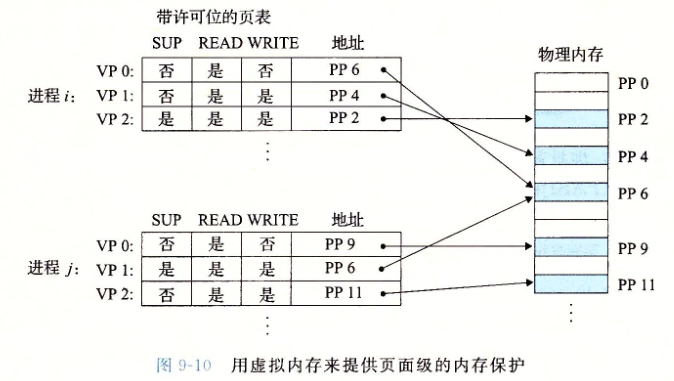 带许可位的页表
SUP READ WRITE 地址
VP 0: 否 是 否 PP 6
进程 i: VP 1: 否 是 是 PP 4
VP 2: 是 是 是 PP 2
⋮
SUP READ WRITE 地址
VP 0: 否 是 否 PP 9
进程 j: VP 1: 是 是 是 PP 6
VP 2: 否 是 是 PP 11
⋮
物理内存
PP 0
PP 2
PP 4
PP 6
PP 9
PP 11
⋮
图 9-10 用虚拟内存来提供页面级的内存保护